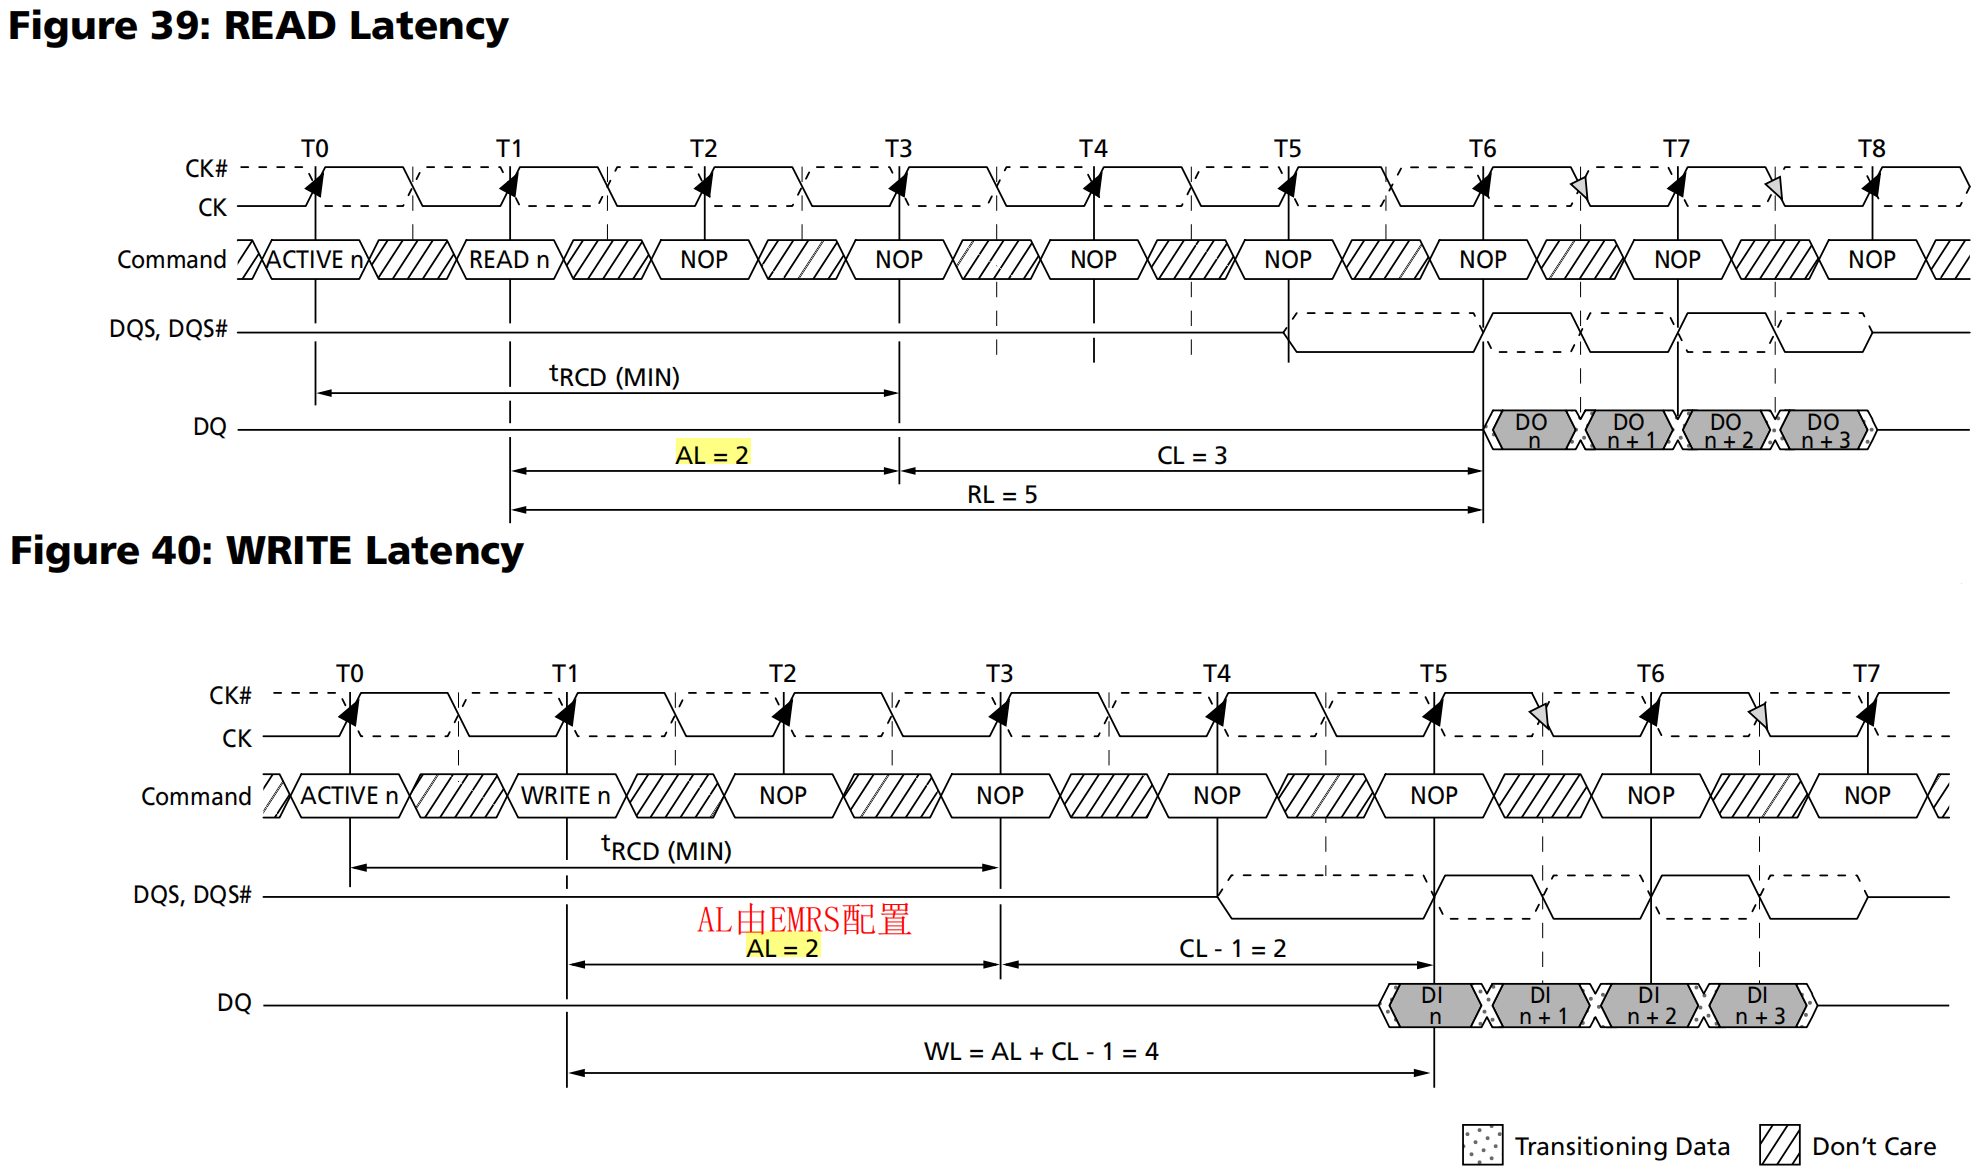 Figure 39: READ Latency
T0 T1 T2 T3 T4 T5 T6 T7 T8
CK#
CK
Command ACTIVE n READ n NOP NOP NOP NOP NOP NOP NOP
DQS, DQS#
tRCD (MIN)
DQ DO n DO n + 1 DO n + 2 DO n + 3
AL = 2 CL = 3
RL = 5
Figure 40: WRITE Latency
T0 T1 T2 T3 T4 T5 T6 T7
CK#
CK
Command ACTIVE n WRITE n NOP NOP NOP NOP NOP NOP
tRCD (MIN)
DQS, DQS#
AL由EMRS配置
AL = 2 CL - 1 = 2
DQ DI n DI n + 1 DI n + 2 DI n + 3
WL = AL + CL - 1 = 4
Transitioning Data Don't Care